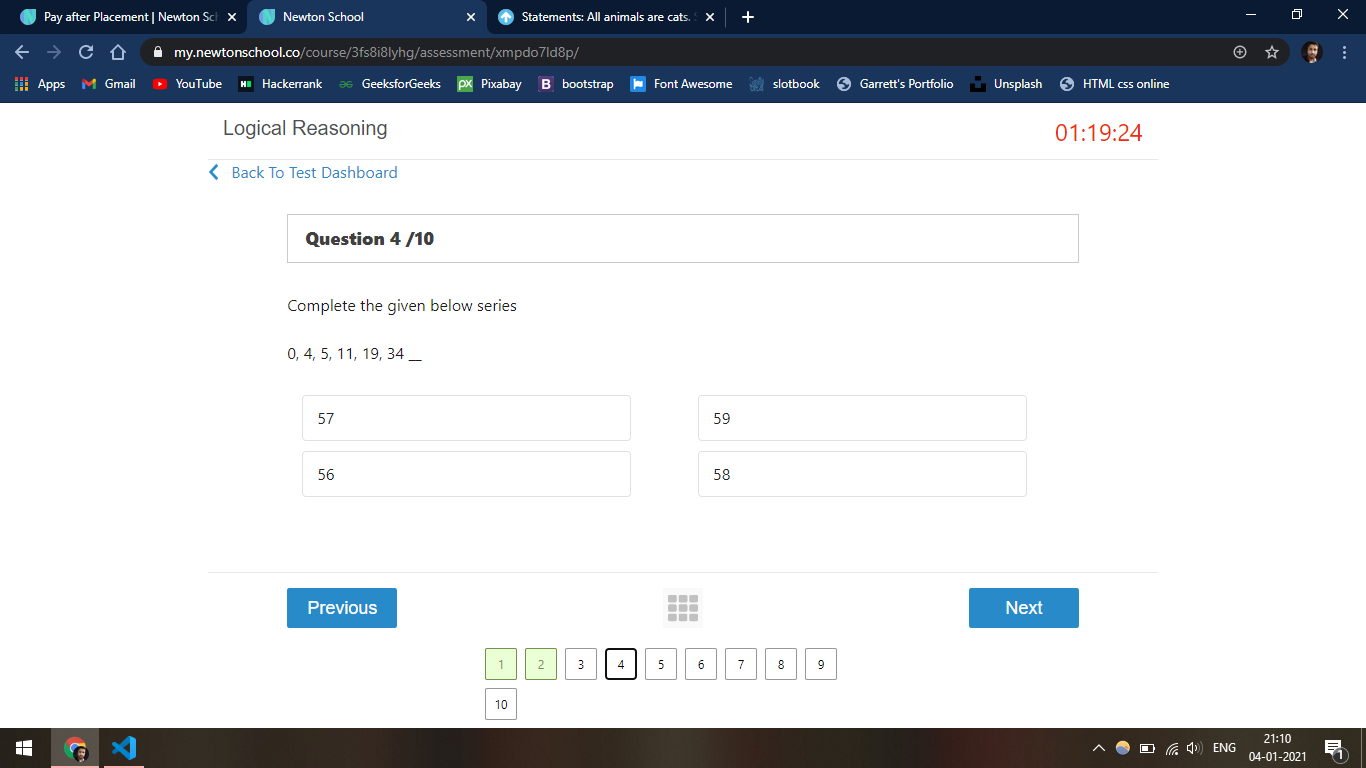 Pay after Placement | Newton Sch
Newton School
Statements: All animals are cats.
my.newtonschool.co/course/3fs8i8lyhg/assessment/xmpdo7ld8p/
Apps Gmail YouTube Hackerrank GeeksforGeeks Pixabay bootstrap Font Awesome slotbook Garrett's Portfolio Unsplash HTML css online
Logical Reasoning
01:19:24
Back To Test Dashboard
Question 4 /10
Complete the given below series
0, 4, 5, 11, 19, 34 __
57 59
56 58
Previous Next
1 2 3 4 5 6 7 8 9
10
ENG
21:10
04-01-2021
1